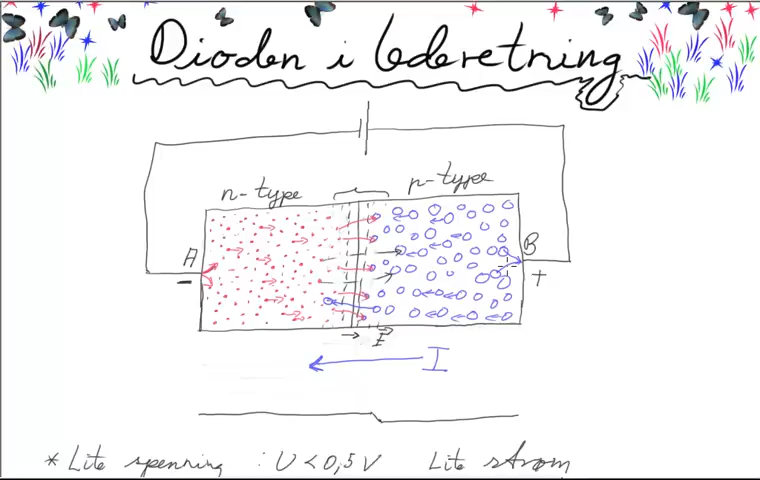 Dioden i lederetning
n-type p-type
A B
- +
E
I
* Lite spenning : U < 0,5 V Lite strøm